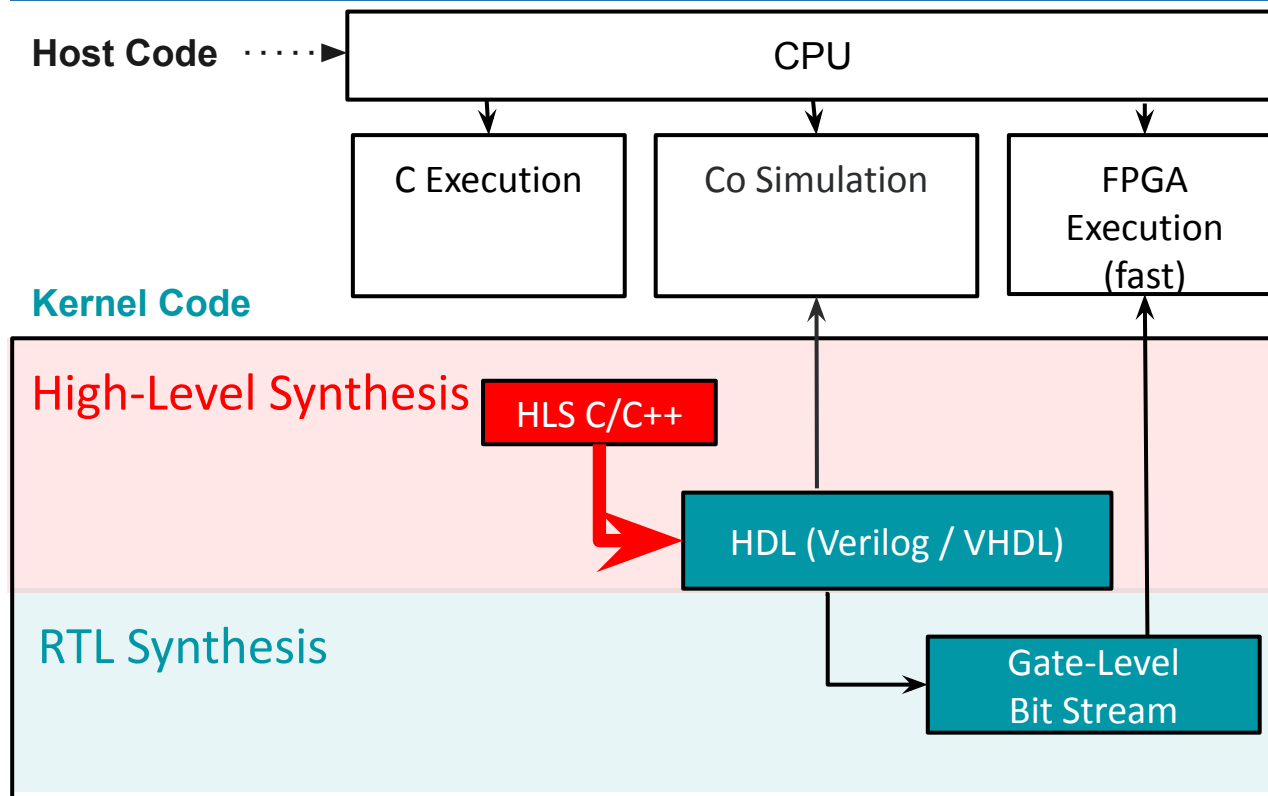 Host Code
CPU
C Execution
Co Simulation
FPGA
Execution
(fast)
Kernel Code
High-Level Synthesis
HLS C/C++
HDL (Verilog / VHDL)
RTL Synthesis
Gate-Level
Bit Stream